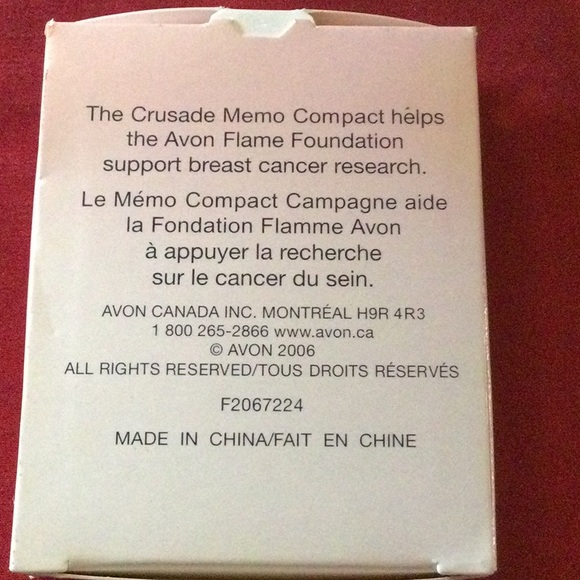 The Crusade Memo Compact helps
the Avon Flame Foundation
support breast cancer research.
Le Mémo Compact Campagne aide
la Fondation Flamme Avon
à appuyer la recherche
sur le cancer du sein.
AVON CANADA INC. MONTRÉAL H9R 4R3
1 800 265-2866 www.avon.ca
© AVON 2006
ALL RIGHTS RESERVED/TOUS DROITS RÉSERVÉS
F2067224
MADE IN CHINA/FAIT EN CHINE